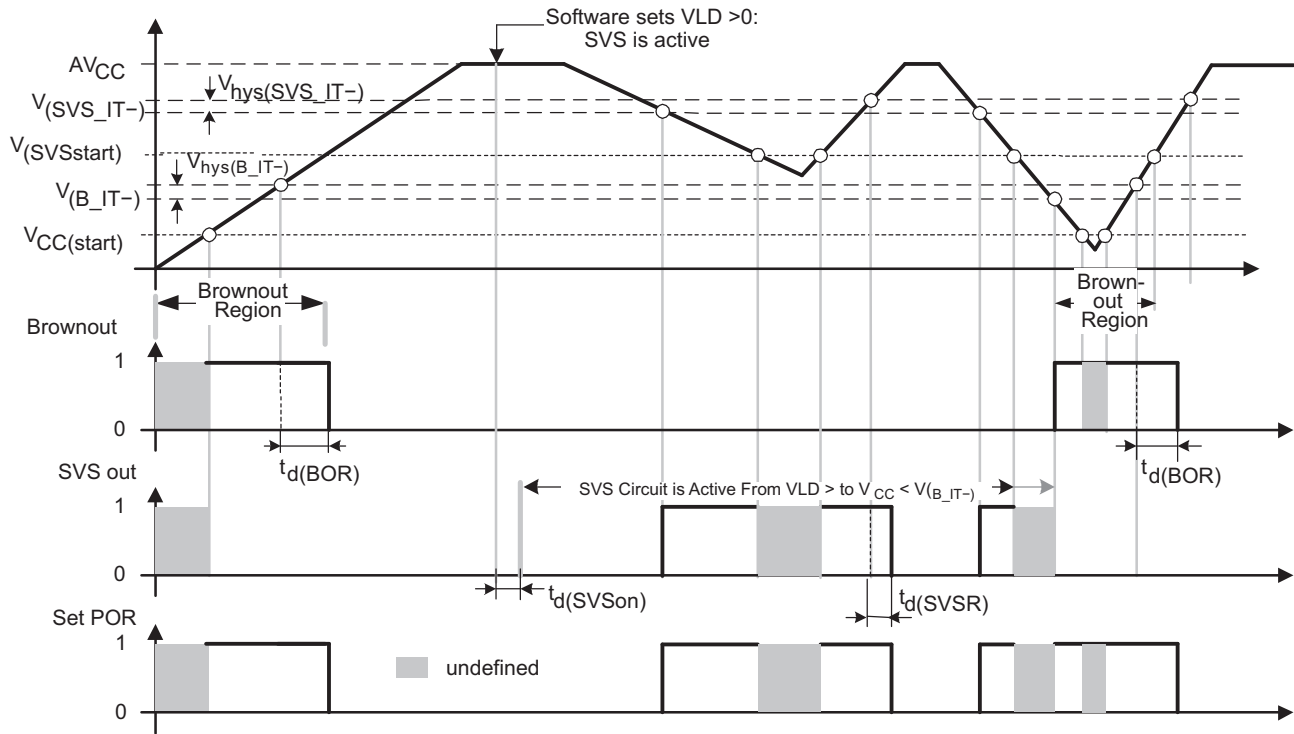 Software sets VLD >0:
SVS is active
AVCC
Vhys(SVS_IT−)
V(SVS_IT−)
V(SVSstart)
Vhys(B_IT−)
V(B_IT−)
VCC(start)
Brownout
Region
Brown-
out
Region
Brownout
1
0
td(BOR)
td(BOR)
SVS out
SVS Circuit is Active From VLD > to VCC < V(B_IT−)
1
0
td(SVSon)
td(SVSR)
Set POR
1
undefined
0